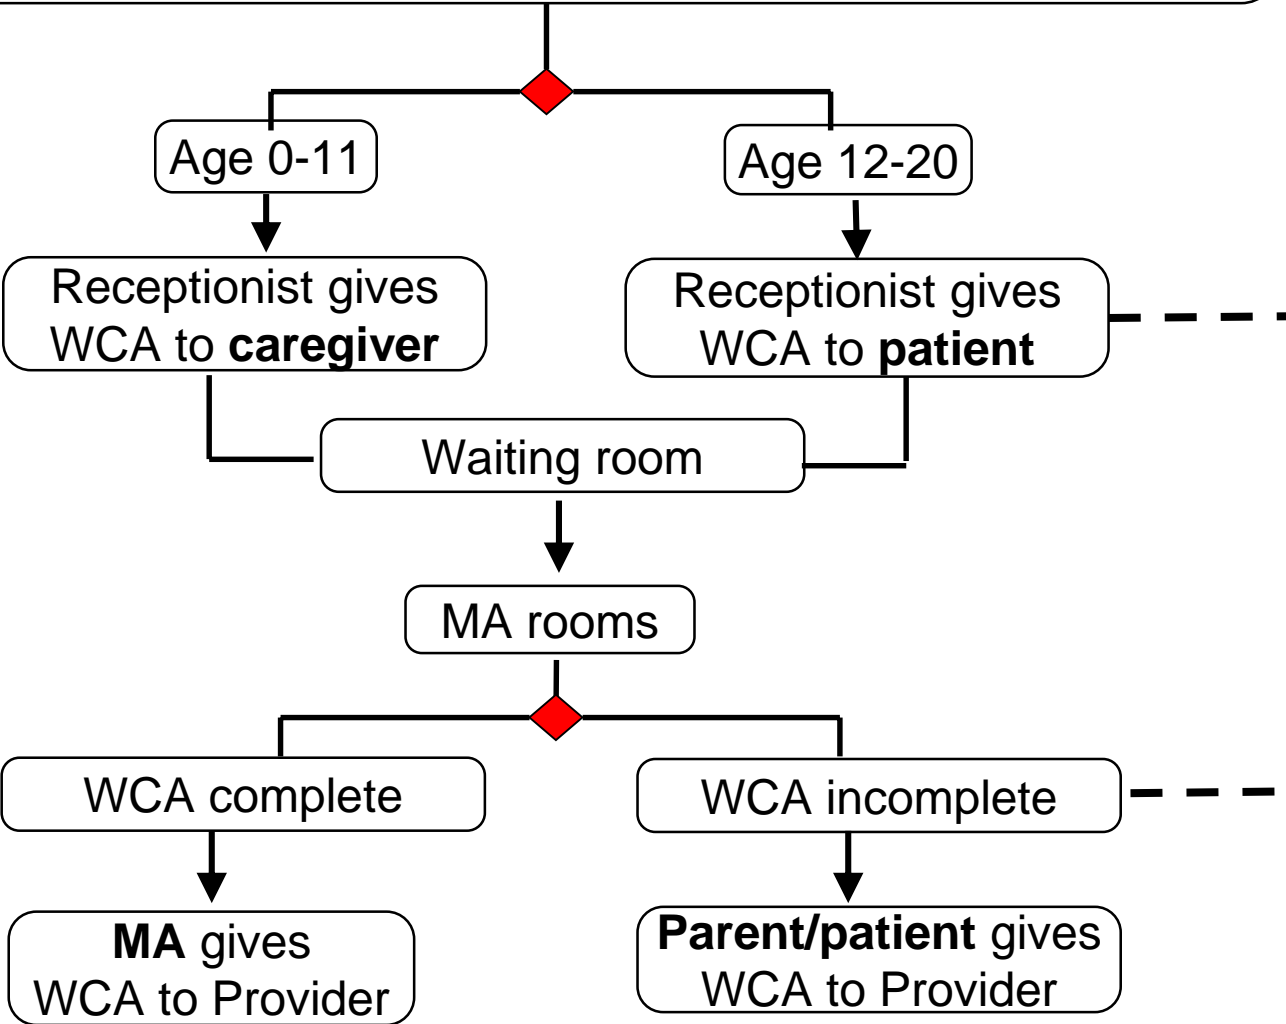 Age 0-11
Age 12-20
Receptionist gives
WCA to caregiver
Receptionist gives
WCA to patient
Waiting room
MA rooms
WCA complete
WCA incomplete
MA gives
WCA to Provider
Parent/patient gives
WCA to Provider